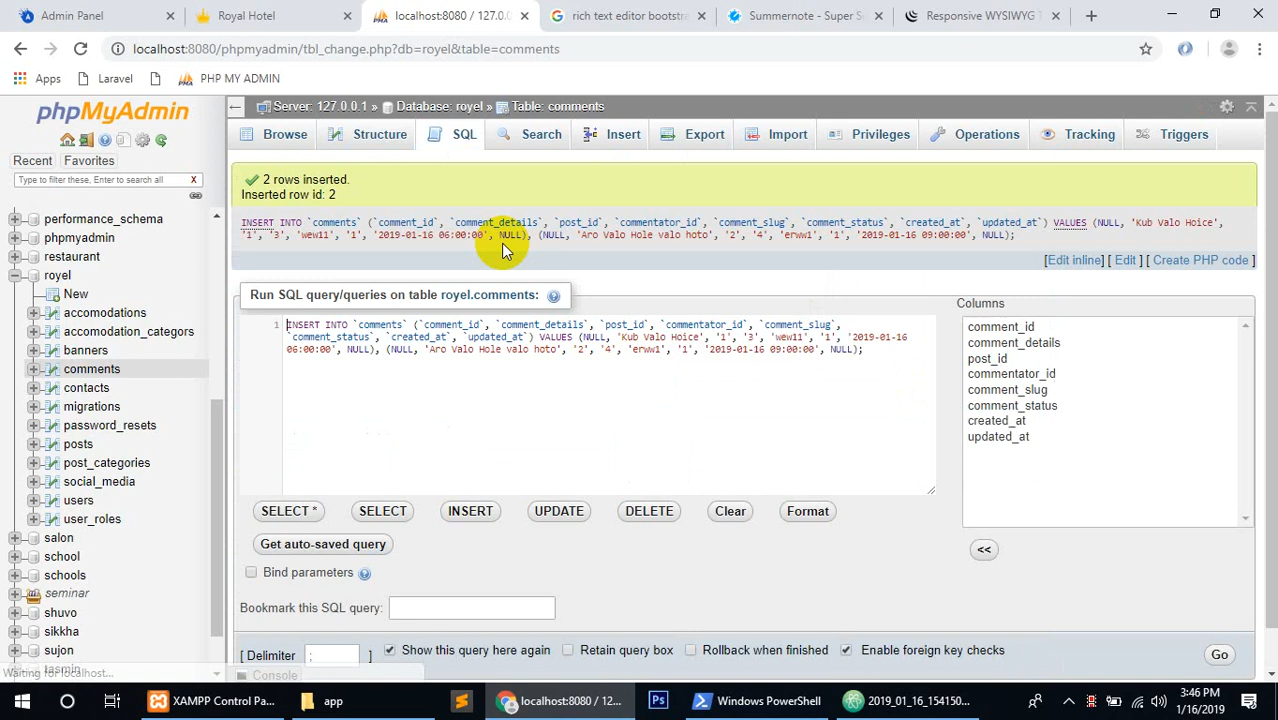 Admin Panel
Royal Hotel
localhost:8080 / 127.0.
rich text editor bootstra
Summernote - Super S
Responsive WYSIWYG T
localhost:8080/phpmyadmin/tbl_change.php?db=royel&table=comments
Apps
Laravel
PHP MY ADMIN
phpMyAdmin
Recent
Favorites
Type to filter these, Enter to search all
X
performance_schema
phpmyadmin
restaurant
royel
New
accomodations
accomodation_categories
banners
comments
contacts
migrations
password_resets
posts
post_categories
social_media
users
user_roles
salon
school
schools
seminar
shuvo
sikkha
sujon
tasmin
Waiting for localhost...
Server: 127.0.0.1 » Database: royel » Table: comments
Browse
Structure
SQL
Search
Insert
Export
Import
Privileges
Operations
Tracking
Triggers
2 rows inserted.
Inserted row id: 2
INSERT INTO `comments` (`comment_id`, `comment_details`, `post_id`, `commentator_id`, `comment_slug`, `comment_status`, `created_at`, `updated_at`) VALUES (NULL, 'Kub Valo Hoice',
'1', '3', 'wew11', '1', '2019-01-16 06:00:00', NULL), (NULL, 'Aro Valo Hole valo hoto', '2', '4', 'erww1', '1', '2019-01-16 09:00:00', NULL);
[Edit inline] [ Edit ] [ Create PHP code ]
Run SQL query/queries on table royel.comments:
1
INSERT INTO `comments` (`comment_id`, `comment_details`, `post_id`, `commentator_id`, `comment_slug`,
`comment_status`, `created_at`, `updated_at`) VALUES (NULL, 'Kub Valo Hoice', '1', '3', 'wew11', '1', '2019-01-16
06:00:00', NULL), (NULL, 'Aro Valo Hole valo hoto', '2', '4', 'erww1', '1', '2019-01-16 09:00:00', NULL);
Columns
comment_id
comment_details
post_id
commentator_id
comment_slug
comment_status
created_at
updated_at
<<
SELECT *
SELECT
INSERT
UPDATE
DELETE
Clear
Format
Get auto-saved query
Bind parameters
Bookmark this SQL query:
[ Delimiter ; ]
Show this query here again
Retain query box
Rollback when finished
Enable foreign key checks
Go
Console
XAMPP Control Pa...
app
localhost:8080 / 12...
Ps
Windows PowerShell
2019_01_16_154150...
3:46 PM
1/16/2019